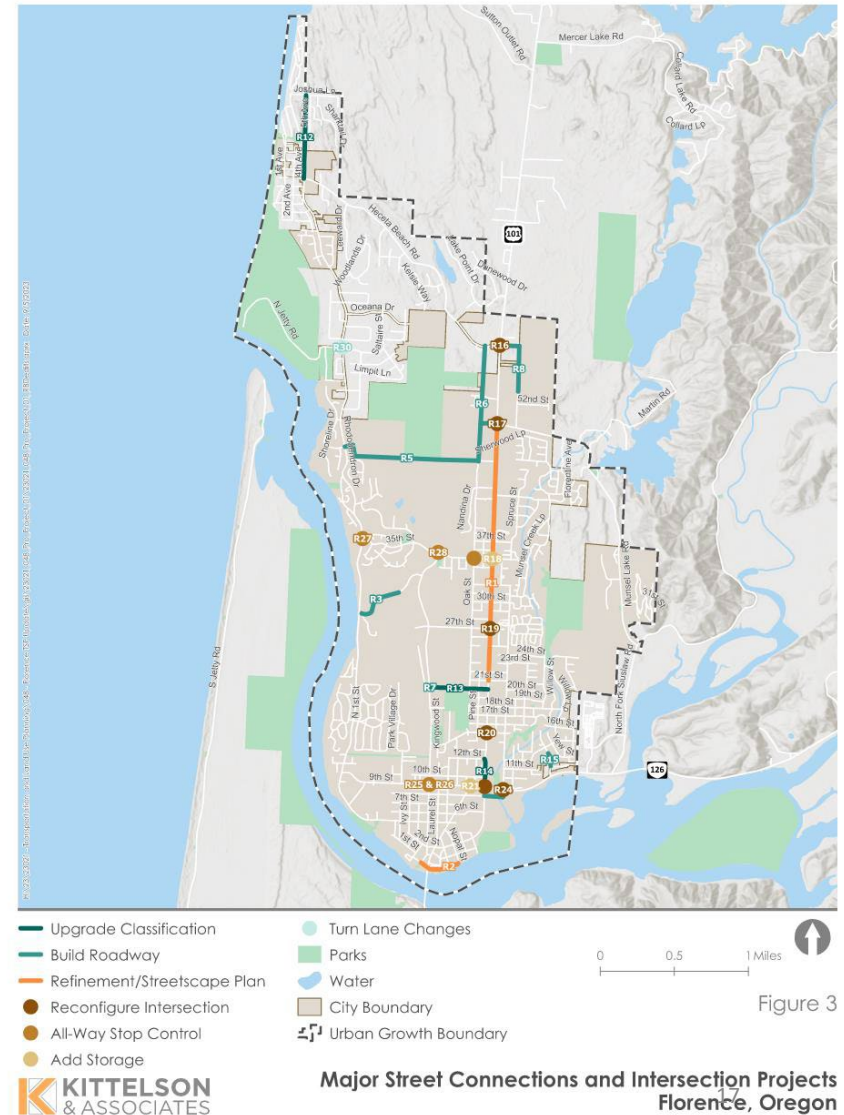 Sutton Outlet Rd
Mercer Lake Rd
Collard Lake Rd
Collard Lp
Joshua Ln
R12
4th Ave
1st Ave
2nd Ave
Leeward Dr
Woodlands Dr
Heceta Beach Rd
Kelsie Way
Lake Point Dr
Danewood Dr
101
N Jetty Rd
Oceana Dr
Saltaire St
R30
Limpit Ln
R16
R8
R6
52nd St
Martin Rd
R17
Sherwood Lp
Shoreline Dr
Rhododendron Dr
R5
Florentine Ave
Nandina Dr
Spruce St
Munsel Creek Lp
37th St
R27
35th St
R28
R18
R1
Oak St
30th St
R3
Munsel Lake Rd
31st St
27th St
R19
24th St
23rd St
S Jetty Rd
21st St
R7
R13
20th St
19th St
Willow St
18th St
17th St
N 1st St
Park Village Dr
Kingwood St
Pine St
16th St
North Fork Siuslaw Rd
R20
Yew St
12th St
11th St
R15
R14
126
10th St
9th St
R25 & R26
R24
7th St
6th St
Ivy St
Laurel St
2nd St
1st St
Nopal St
R2
Upgrade Classification
Build Roadway
Refinement/Streetscape Plan
Reconfigure Intersection
All-Way Stop Control
Add Storage
Turn Lane Changes
Parks
Water
City Boundary
Urban Growth Boundary
0 0.5 1 Miles
Figure 3
KITTELSON
& ASSOCIATES
Major Street Connections and Intersection Projects
Florence, Oregon
17